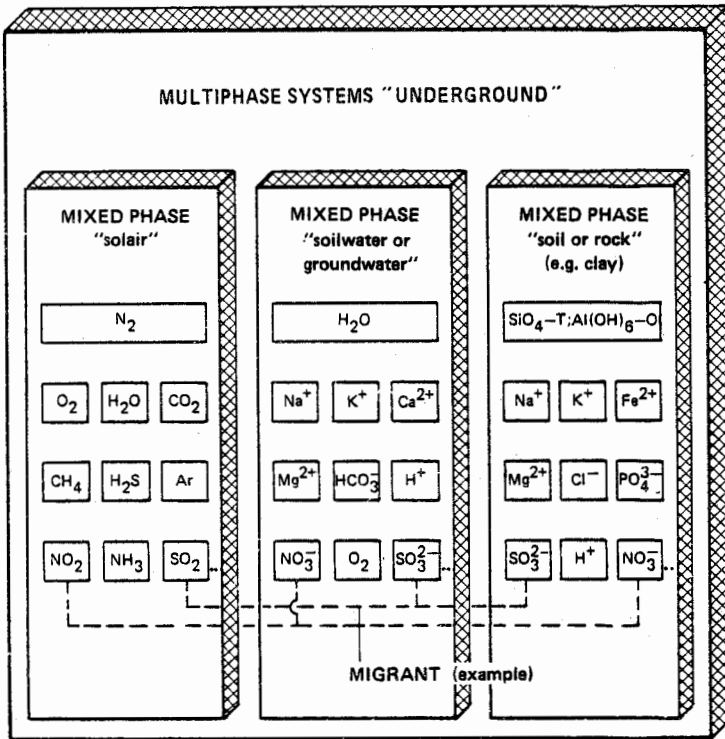 MULTIPHASE SYSTEMS "UNDERGROUND"
MIXED PHASE
"solair"
N₂
O₂ H₂O CO₂
CH₄ H₂S Ar
NO₂ NH₃ SO₂ ...
MIXED PHASE
"soilwater or
groundwater"
H₂O
Na⁺ K⁺ Ca²⁺
Mg²⁺ HCO₃⁻ H⁺
NO₃⁻ O₂ SO₃²⁻ ...
MIXED PHASE
"soil or rock"
(e.g. clay)
SiO₄–T;Al(OH)₆–O
Na⁺ K⁺ Fe²⁺
Mg²⁺ Cl⁻ PO₄³⁻
SO₃²⁻ H⁺ NO₃⁻ ...
MIGRANT (example)